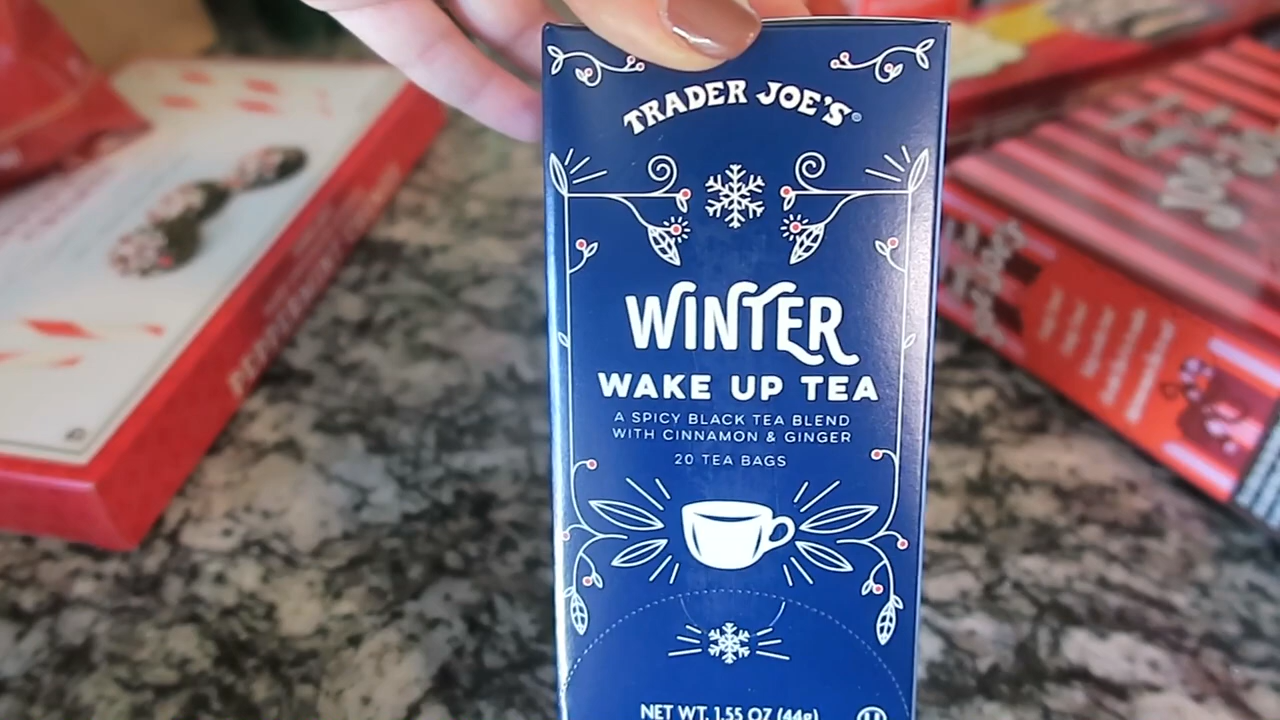 TRADER JOE'S®
WINTER
WAKE UP TEA
A SPICY BLACK TEA BLEND
WITH CINNAMON & GINGER
20 TEA BAGS
NET WT. 1.55 OZ (44g)
U
PEPPERMINT